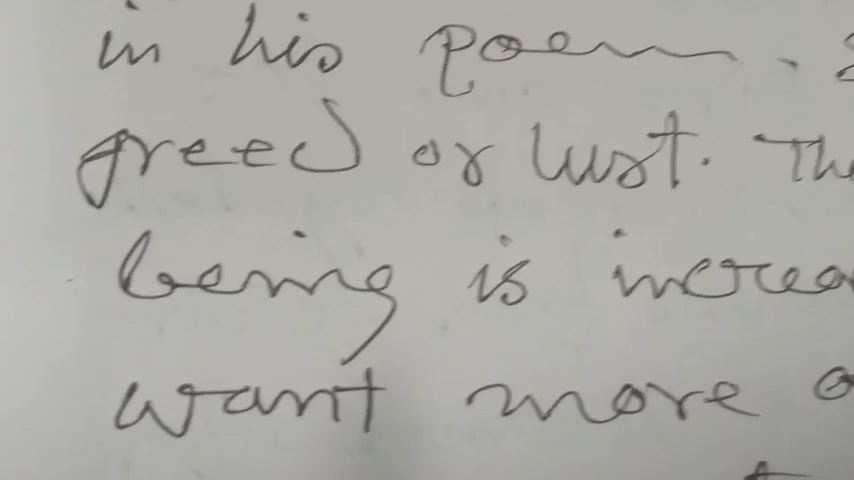 in his poem.
greed or lust.
being is
want more